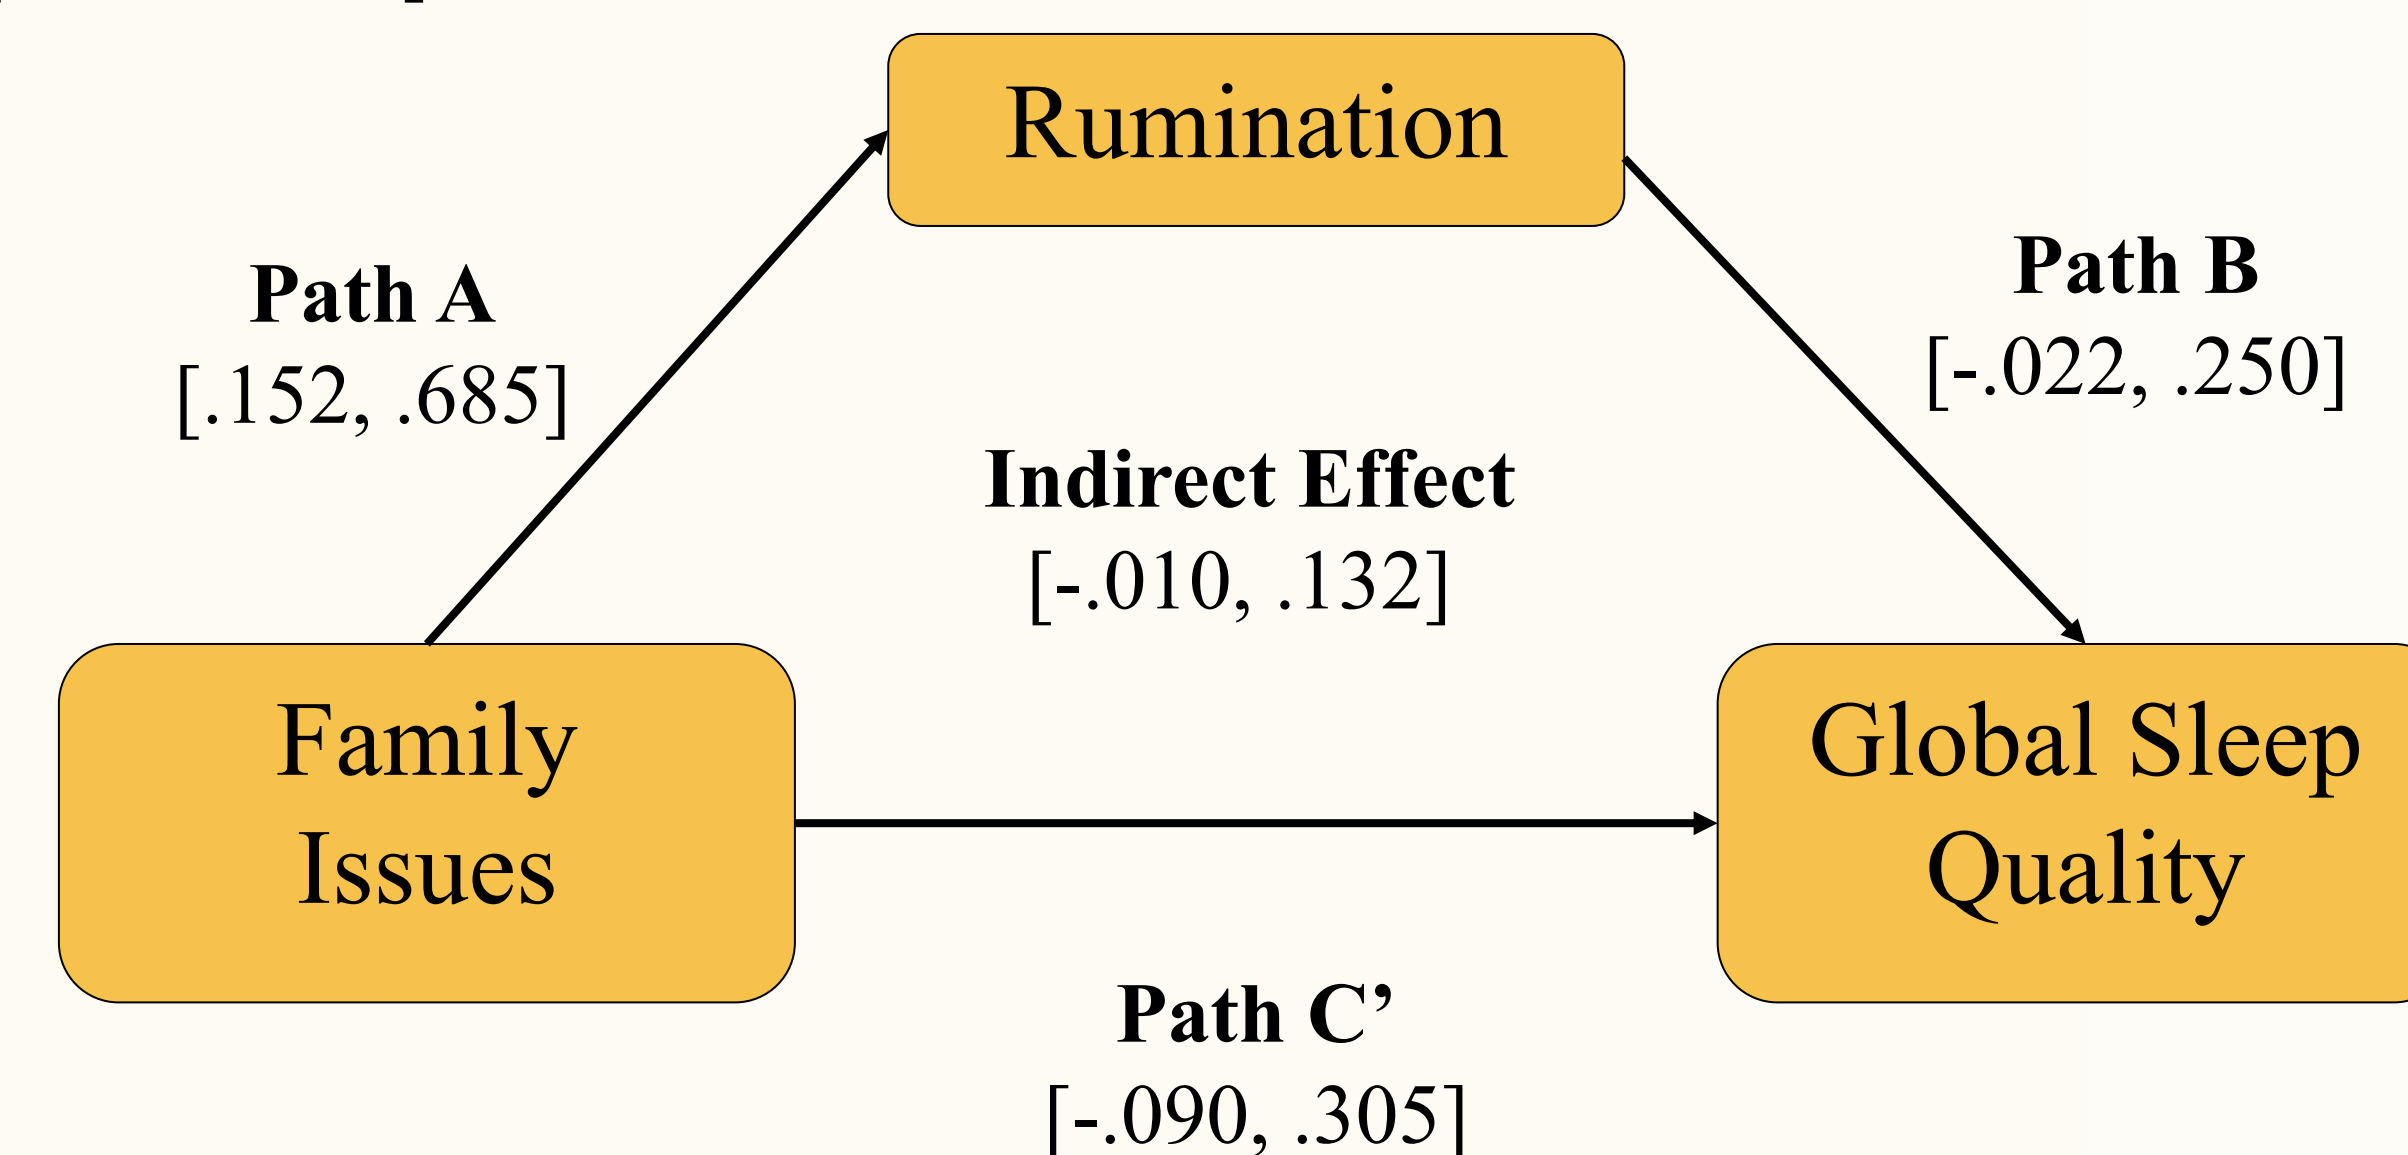 Rumination
Path A
[.152, .685]
Path B
[-.022, .250]
Indirect Effect
[-.010, .132]
Family
Issues
Global Sleep
Quality
Path C’
[-.090, .305]